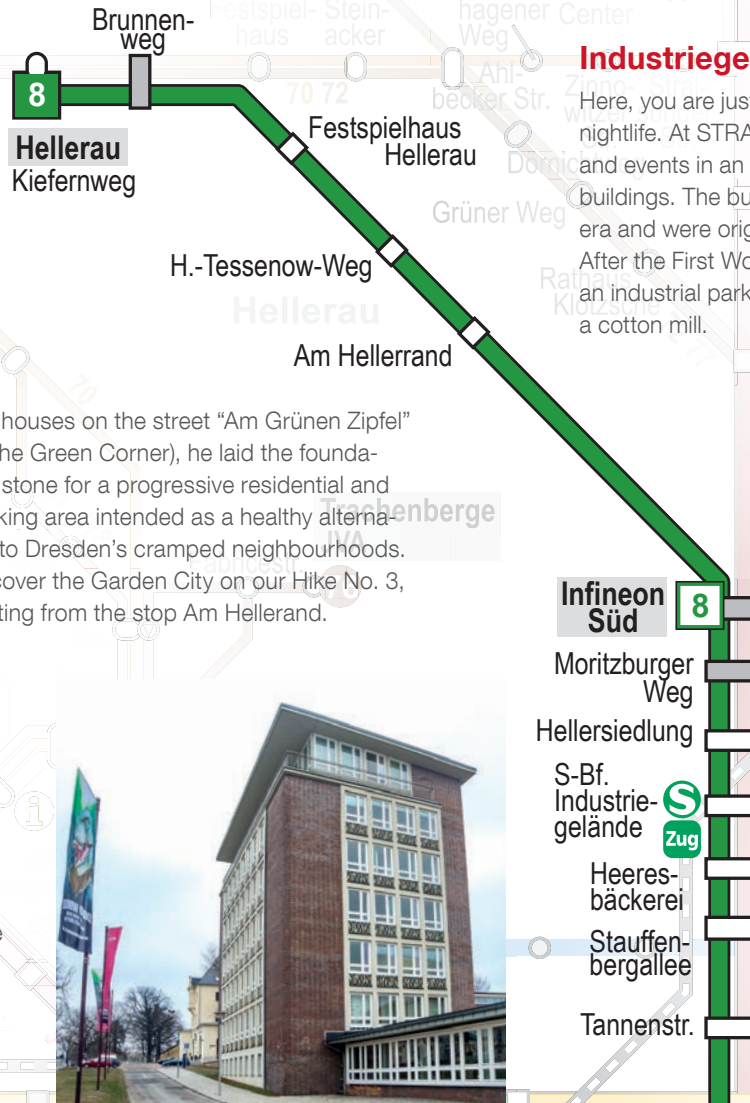 Brunnen-
weg
8
Hellerau
Kiefernweg
Festspielhaus
Hellerau
H.-Tessenow-Weg
Am Hellerrand
Industriege
Here, you are jus
nightlife. At STRA
and events in an
buildings. The bu
era and were orig
After the First Wo
an industrial park
a cotton mill.
houses on the street “Am Grünen Zipfel”
he Green Corner), he laid the founda-
stone for a progressive residential and
king area intended as a healthy alterna-
to Dresden’s cramped neighbourhoods.
cover the Garden City on our Hike No. 3,
ting from the stop Am Hellerand.
e
Infineon
Süd
8
Moritzburger
Weg
Hellersiedlung
S-Bf.
Industrie-
gelände
S
Zug
Heeres-
bäckerei
Stauffen-
bergallee
Tannenstr.
Festspiel-
haus
Stein-
acker
hagener
Weg
Center
70 72
Ahl-
becker Str.
Grüner Weg
Rathaus
Klotzsche
Hellerau
70
Trachenberge